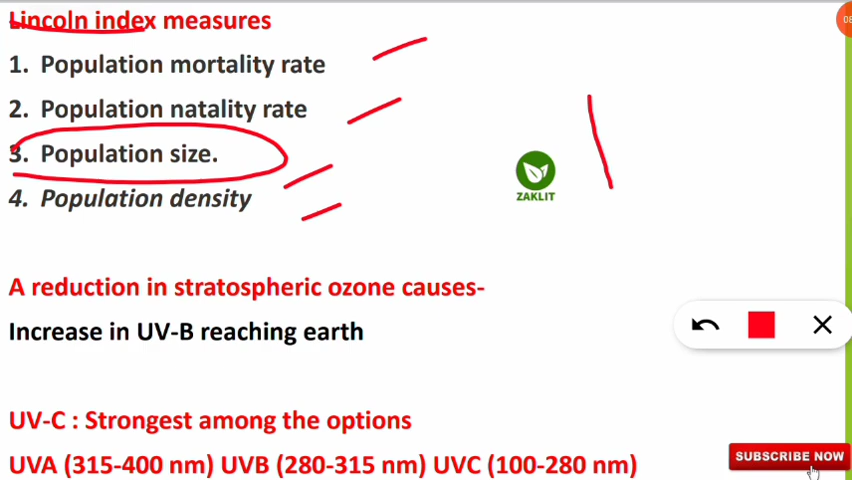 Lincoln index measures
1. Population mortality rate
2. Population natality rate
3. Population size.
4. Population density
ZAKLIT
A reduction in stratospheric ozone causes-
Increase in UV-B reaching earth
UV-C : Strongest among the options
UVA (315-400 nm) UVB (280-315 nm) UVC (100-280 nm)
SUBSCRIBE NOW